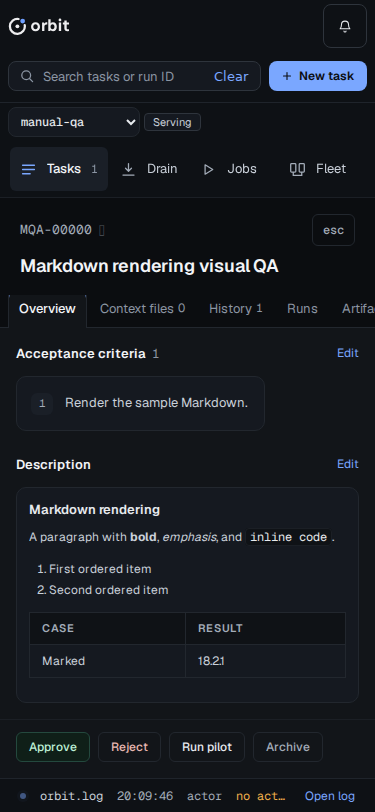 orbit
Search tasks or run ID Clear
+ New task
manual-qa Serving
Tasks 1 Drain Jobs Fleet
MQA-00000 esc
Markdown rendering visual QA
Overview Context files 0 History 1 Runs Artifa
Acceptance criteria 1 Edit
1 Render the sample Markdown.
Description Edit
Markdown rendering
A paragraph with bold, emphasis, and inline code.
1. First ordered item
2. Second ordered item
CASE RESULT
Marked 18.2.1
Approve Reject Run pilot Archive
orbit.log 20:09:46 actor no act… Open log